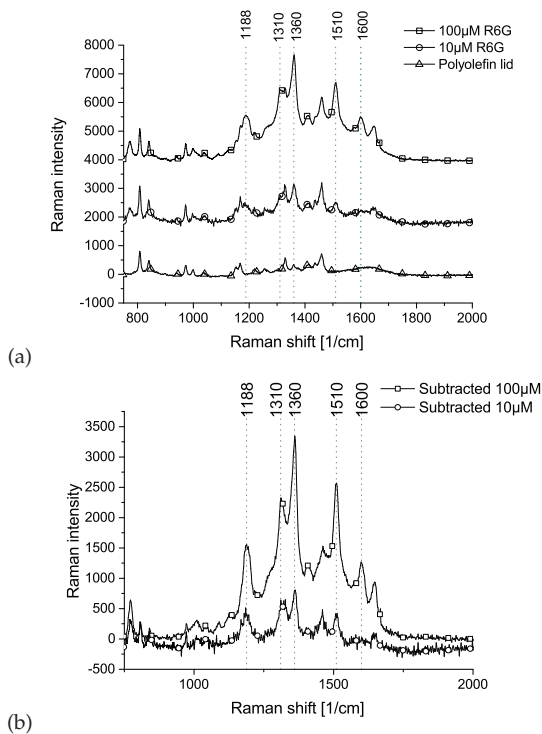 100µM R6G
10µM R6G
Polyolefin lid
1188
1310
1360
1510
1600
8000
7000
6000
5000
4000
3000
2000
1000
0
-1000
Raman intensity
800 1000 1200 1400 1600 1800 2000
Raman shift [1/cm]
(a)
Subtracted 100µM
Subtracted 10µM
1188
1310
1360
1510
1600
3500
3000
2500
2000
1500
1000
500
0
-500
Raman intensity
1000 1500 2000
Raman shift [1/cm]
(b)